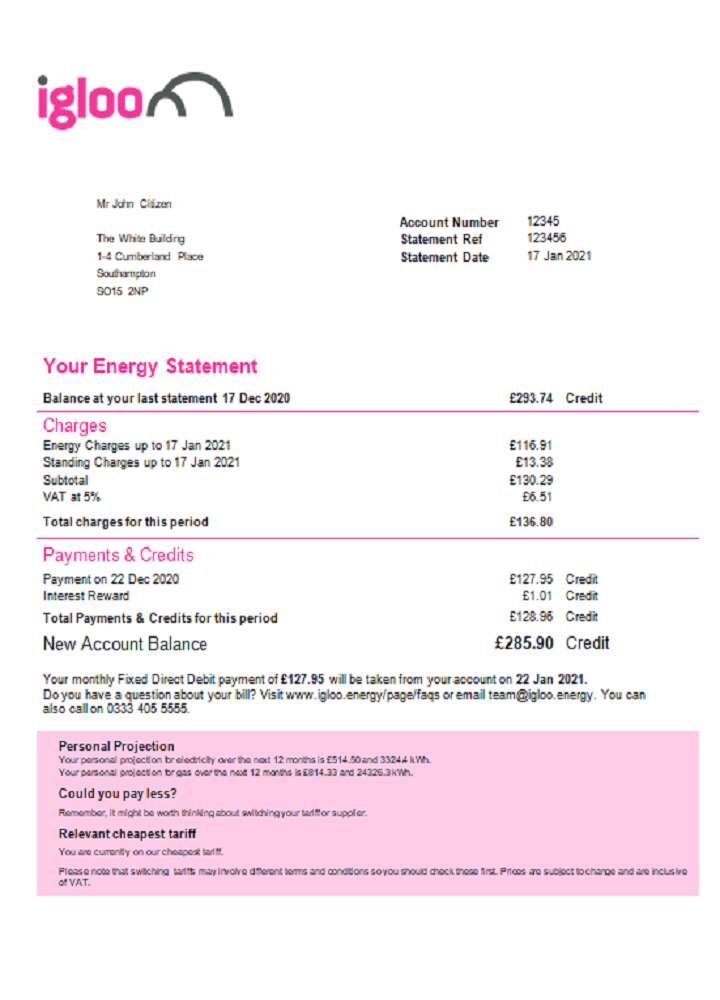 igloo
Mr John Citizen
The White Building
1-4 Cumberland Place
Southampton
SO15 2NP
Account Number 12345
Statement Ref 123456
Statement Date 17 Jan 2021
Your Energy Statement
Balance at your last statement 17 Dec 2020 £293.74 Credit
Charges
Energy Charges up to 17 Jan 2021 £116.91
Standing Charges up to 17 Jan 2021 £13.38
Subtotal £130.29
VAT at 5% £6.51
Total charges for this period £136.80
Payments & Credits
Payment on 22 Dec 2020 £127.95 Credit
Interest Reward £1.01 Credit
Total Payments & Credits for this period £128.96 Credit
New Account Balance £285.90 Credit
Your monthly Fixed Direct Debit payment of £127.95 will be taken from your account on 22 Jan 2021.
Do you have a question about your bill? Visit www.igloo.energy/page/faqs or email team@igloo.energy. You can
also call on 0333 405 5555.
Personal Projection
Your personal projection for electricity over the next 12 months is £514.50 and 3324.4 kWh.
Your personal projection for gas over the next 12 months is £814.33 and 24326.3 kWh.
Could you pay less?
Remember, it might be worth thinking about switching your tariff or supplier.
Relevant cheapest tariff
You are currently on our cheapest tariff.
Please note that switching tariffs may involve different terms and conditions so you should check these first. Prices are subject to change and are inclusive
of VAT.